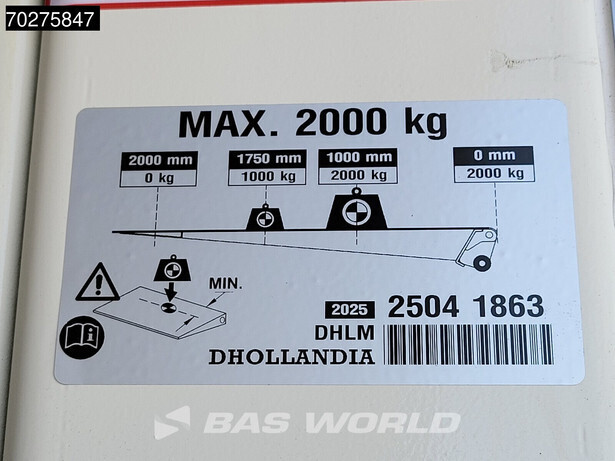 70275847
MAX. 2000 kg
2000 mm 1750 mm 1000 mm 0 mm
0 kg 1000 kg 2000 kg 2000 kg
MIN.
2025 2504 1863
DHLM
DHOLLANDIA
BAS WORLD